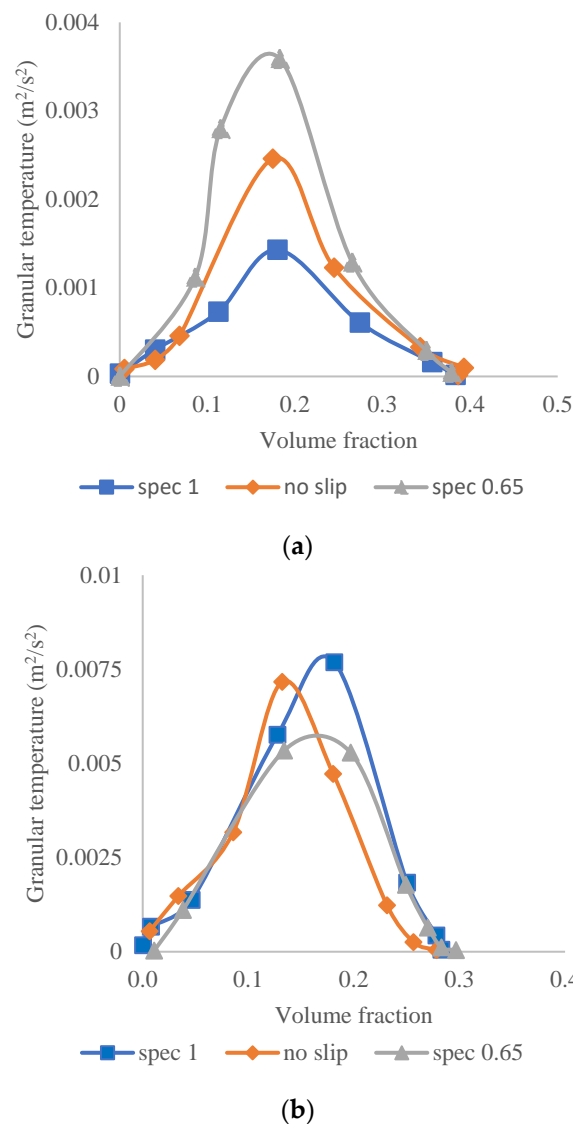 0.004
0.003
0.002
0.001
0
Granular temperature (m²/s²)
0 0.1 0.2 0.3 0.4 0.5
Volume fraction
spec 1 no slip spec 0.65
(a)
0.01
0.0075
0.005
0.0025
0
Granular temperature (m²/s²)
0.0 0.1 0.2 0.3 0.4
Volume fraction
spec 1 no slip spec 0.65
(b)